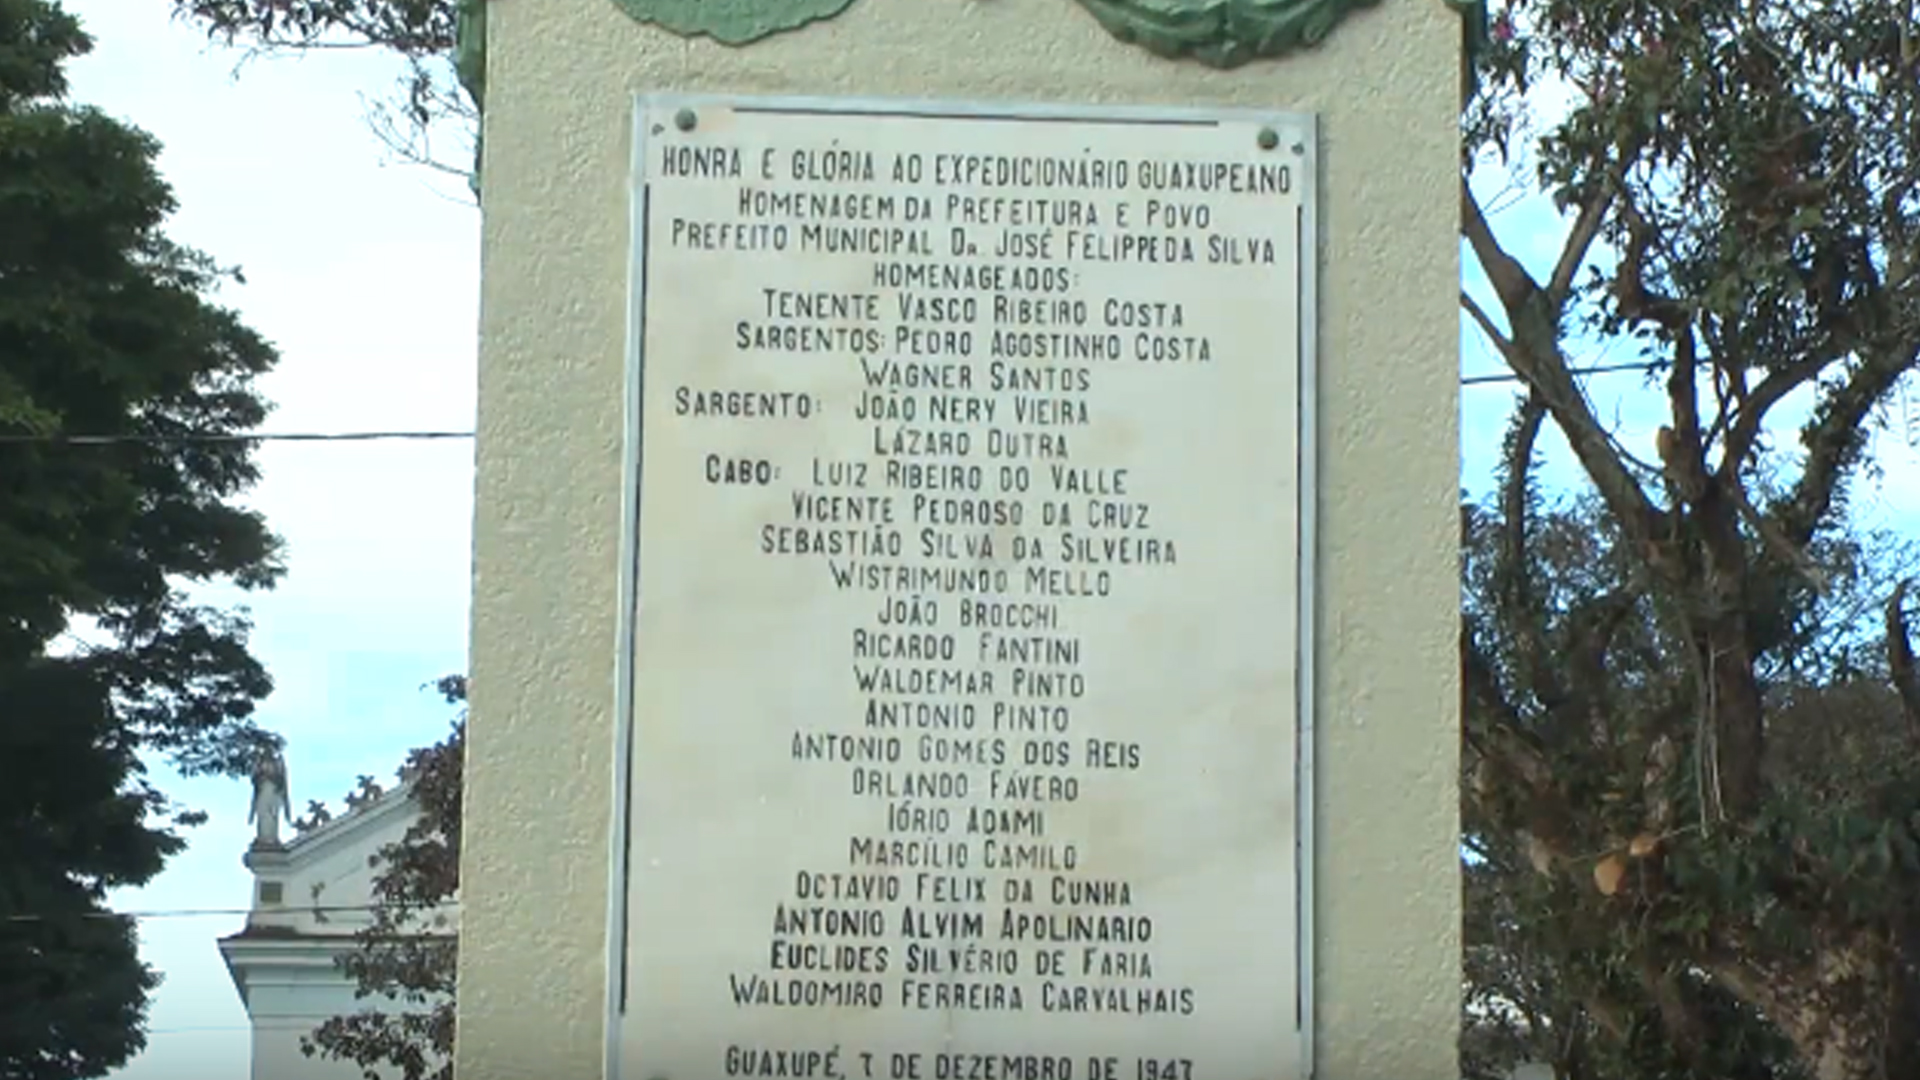 HONRA E GLÓRIA AO EXPEDICIONÁRIO GUAXUPEANO
HOMENAGEM DA PREFEITURA E POVO
PREFEITO MUNICIPAL DR. JOSÉ FELIPPE DA SILVA
HOMENAGEADOS:
TENENTE VASCO RIBEIRO COSTA
SARGENTOS: PEDRO AGOSTINHO COSTA
WAGNER SANTOS
SARGENTO: JOÃO NERY VIEIRA
LÁZARO DUTRA
CABO: LUIZ RIBEIRO DO VALLE
VICENTE PEDROSO DA CRUZ
SEBASTIÃO SILVA DA SILVEIRA
WISTRIMUNDO MELLO
JOÃO BROCCHI
RICARDO FANTINI
WALDEMAR PINTO
ANTONIO PINTO
ANTONIO GOMES DOS REIS
ORLANDO FÁVERO
IÓRIO ADAMI
MARCÍLIO CAMILO
OCTAVIO FELIX DA CUNHA
ANTONIO ALVIM APOLINARIO
EUCLIDES SILVÉRIO DE FARIA
WALDOMIRO FERREIRA CARVALHAIS
GUAXUPÉ, 7 DE DEZEMBRO DE 1947